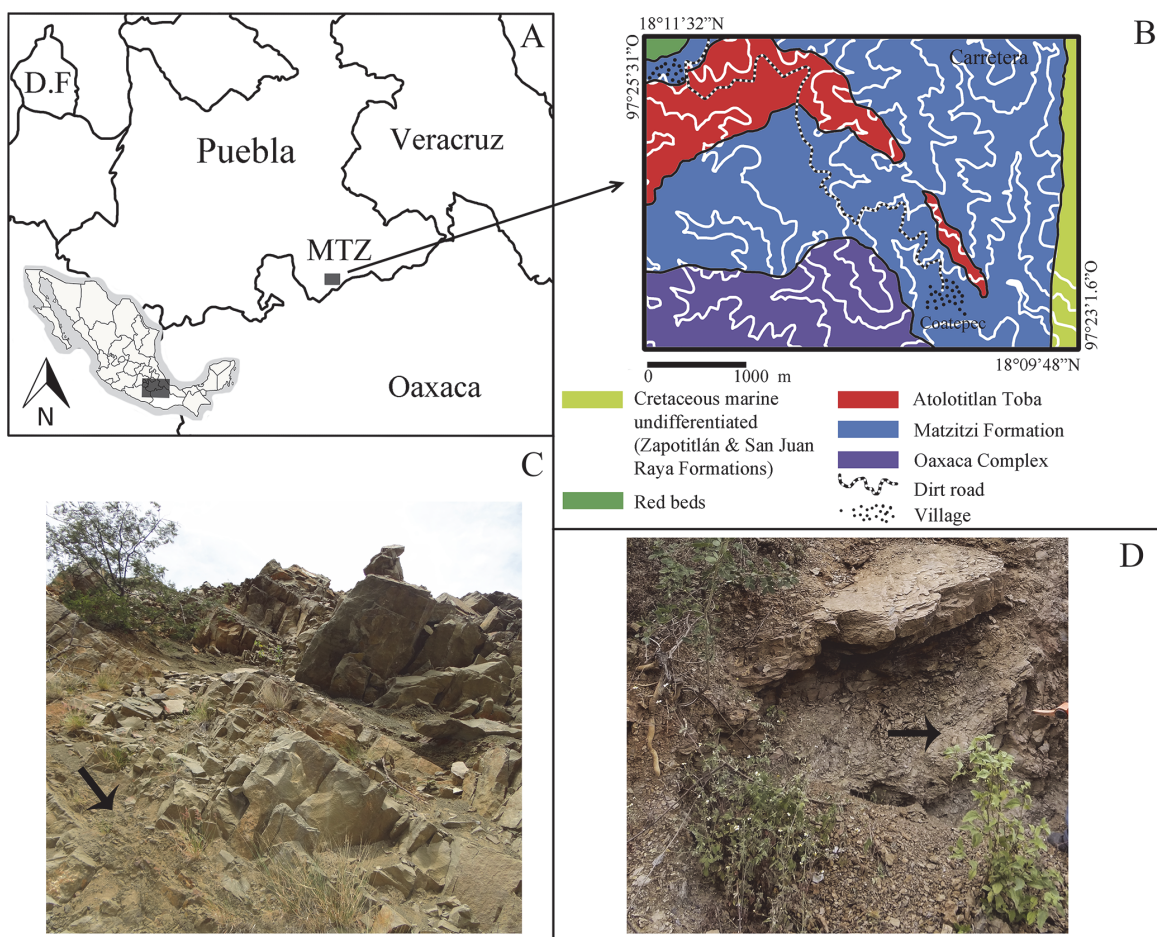 A
D.F
Puebla
Veracruz
MTZ
Oaxaca
N
B
18°11'32”N
97°25'31”O
Carretera
Coatepec
97°23'1.6”O
18°09'48”N
0 1000 m
Cretaceous marine
undifferentiated
(Zapotitlán & San Juan
Raya Formations)
Red beds
Atolotitlan Toba
Matzitzi Formation
Oaxaca Complex
Dirt road
Village
C
D